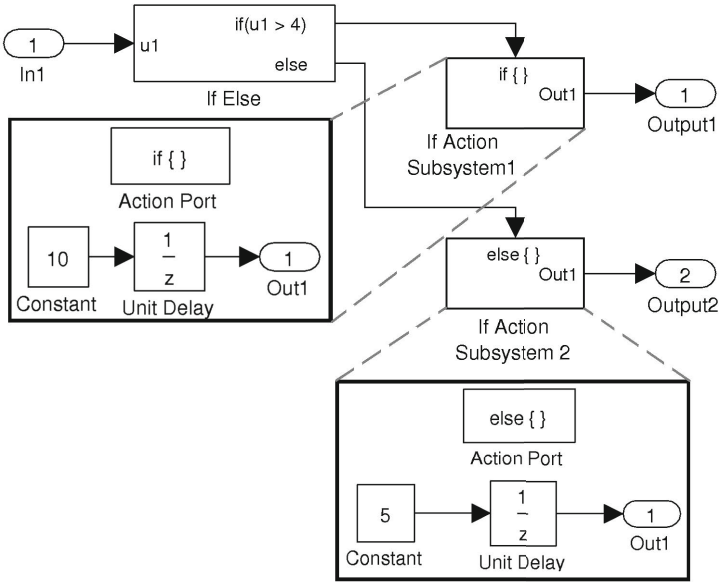 1
In1
u1
if(u1 > 4)
else
If Else
if { }
Out1
If Action
Subsystem1
1
Output1
if { }
Action Port
10
Constant
1
z
Unit Delay
1
Out1
else { }
Out1
If Action
Subsystem 2
2
Output2
else { }
Action Port
5
Constant
1
z
Unit Delay
1
Out1